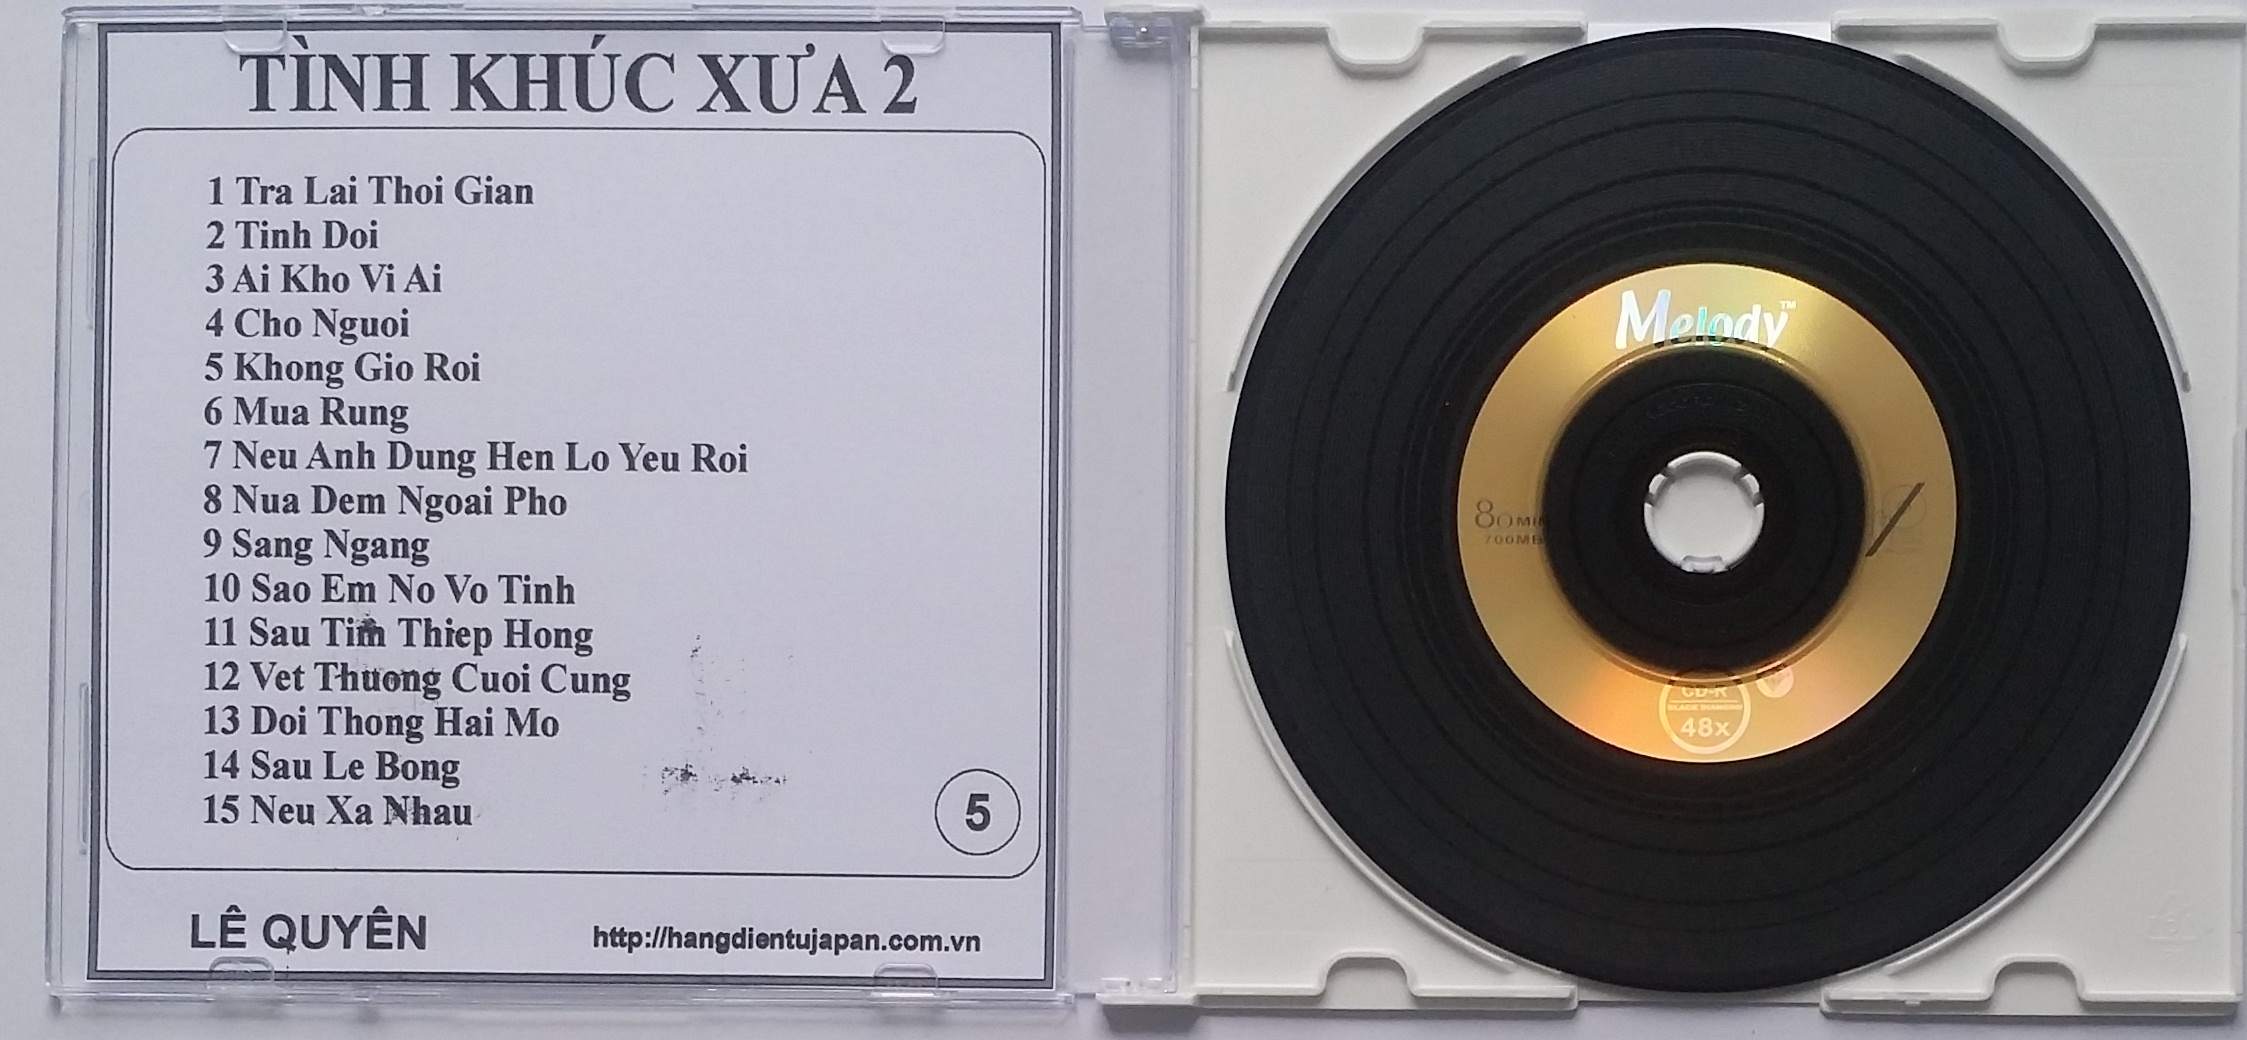 TÌNH KHÚC XƯA 2
1 Tra Lai Thoi Gian
2 Tinh Doi
3 Ai Kho Vi Ai
4 Cho Nguoi
5 Khong Gio Roi
6 Mua Rung
7 Neu Anh Dung Hen Lo Yeu Roi
8 Nua Dem Ngoai Pho
9 Sang Ngang
10 Sao Em No Vo Tinh
11 Sau Tim Thiep Hong
12 Vet Thuong Cuoi Cung
13 Doi Thong Hai Mo
14 Sau Le Bong
15 Neu Xa Nhau
5
LÊ QUYÊN
http://hangdientujapan.com.vn
Melody™
80 MIN
700MB
CD-R
48x